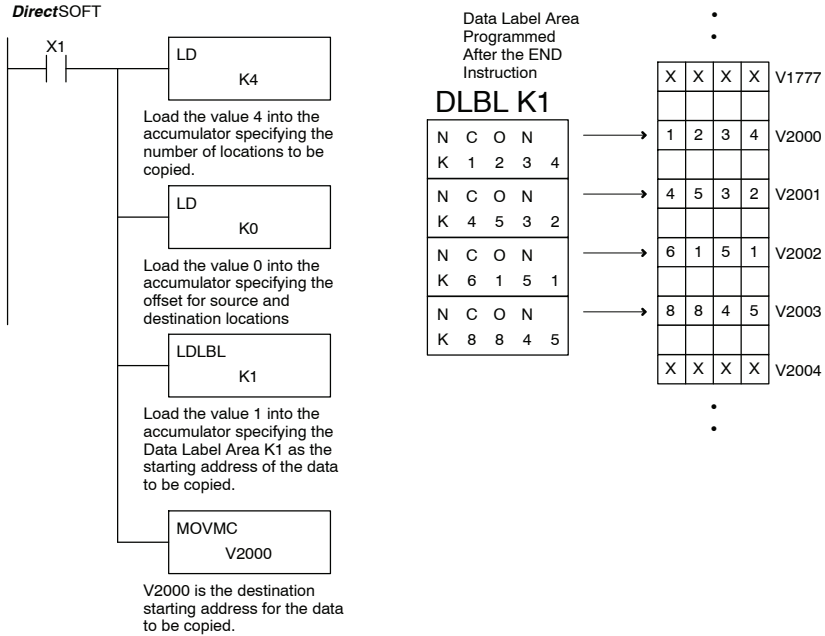 DirectSOFT
X1
LD
K4
Load the value 4 into the
accumulator specifying the
number of locations to be
copied.
LD
K0
Load the value 0 into the
accumulator specifying the
offset for source and
destination locations
LDLBL
K1
Load the value 1 into the
accumulator specifying the
Data Label Area K1 as the
starting address of the data
to be copied.
MOVMC
V2000
V2000 is the destination
starting address for the data
to be copied.
Data Label Area
Programmed
After the END
Instruction
DLBL K1
N C O N
K 1 2 3 4
N C O N
K 4 5 3 2
N C O N
K 6 1 5 1
N C O N
K 8 8 4 5
X X X X V1777
1 2 3 4 V2000
4 5 3 2 V2001
6 1 5 1 V2002
8 8 4 5 V2003
X X X X V2004